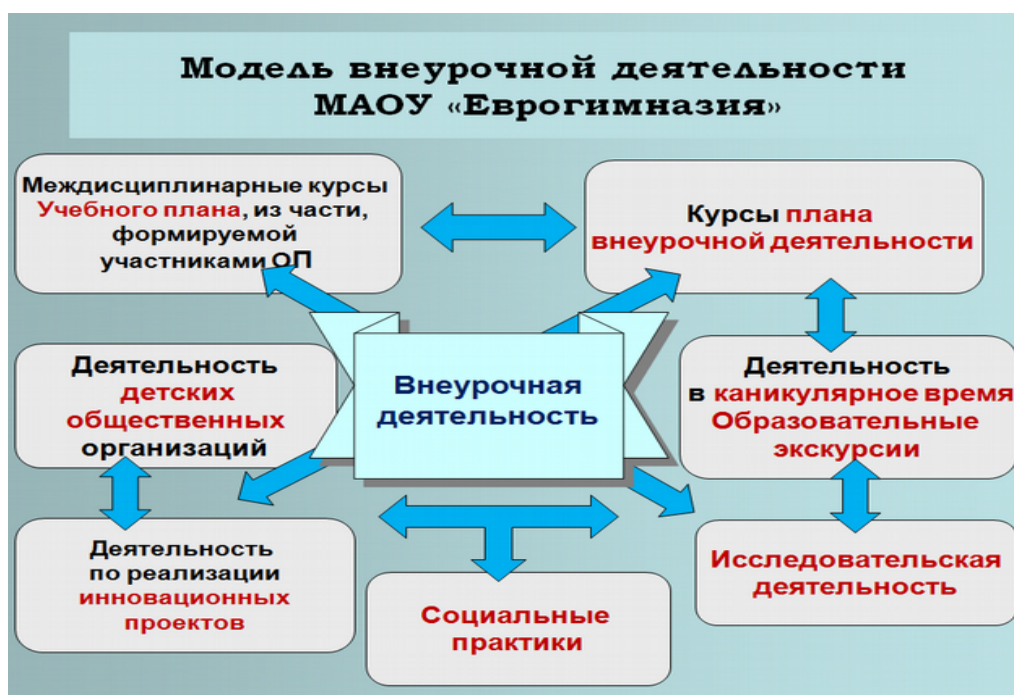 Модель внеурочной деятельности
МАОУ «Еврогимназия»
Междисциплинарные курсы
Учебного плана, из части,
формируемой
участниками ОП
Курсы плана
внеурочной деятельности
Деятельность
детских
общественных
организаций
Внеурочная
деятельность
Деятельность
в каникулярное время
Образовательные
экскурсии
Деятельность
по реализации
инновационных
проектов
Социальные
практики
Исследовательская
деятельность